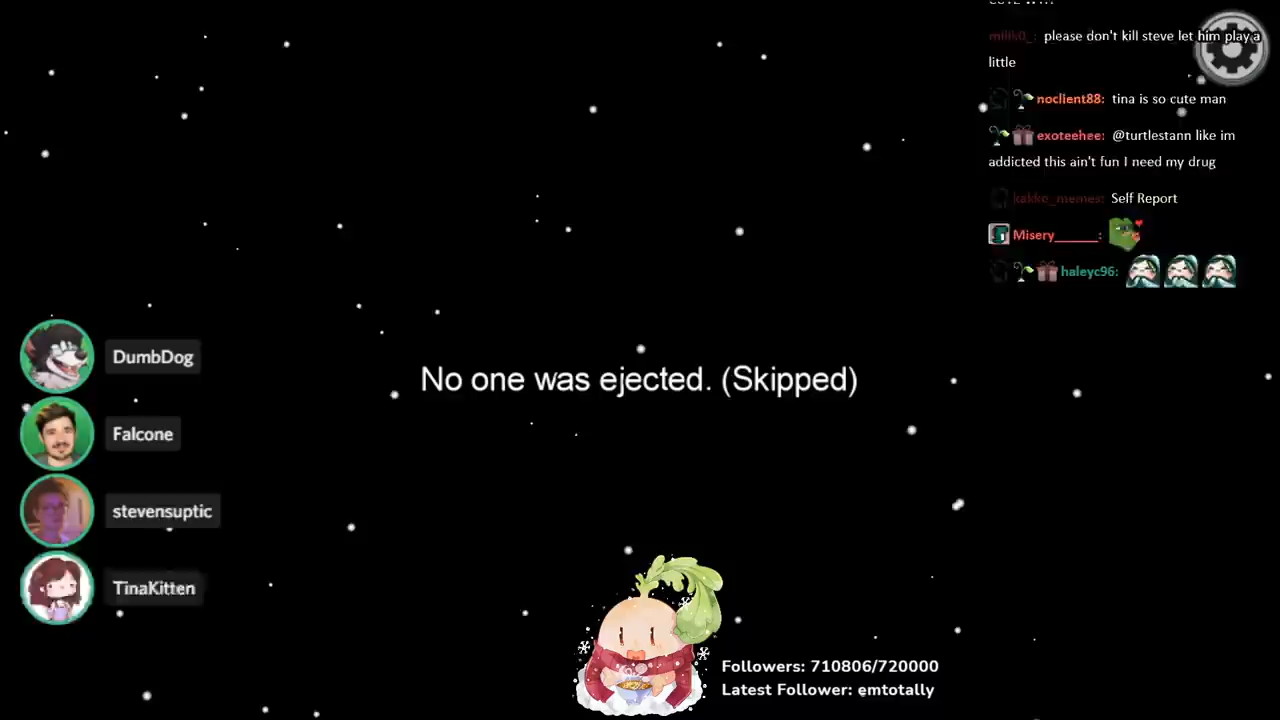 please don't kill steve let him play a
little
noclient88: tina is so cute man
exoteehee: @turtlestann like im
addicted this ain't fun I need my drug
kakko_memes: Self Report
Misery______:
haleyc96:
DumbDog
No one was ejected. (Skipped)
Falcone
stevensuptic
TinaKitten
Followers: 710806/720000
Latest Follower: emtotally